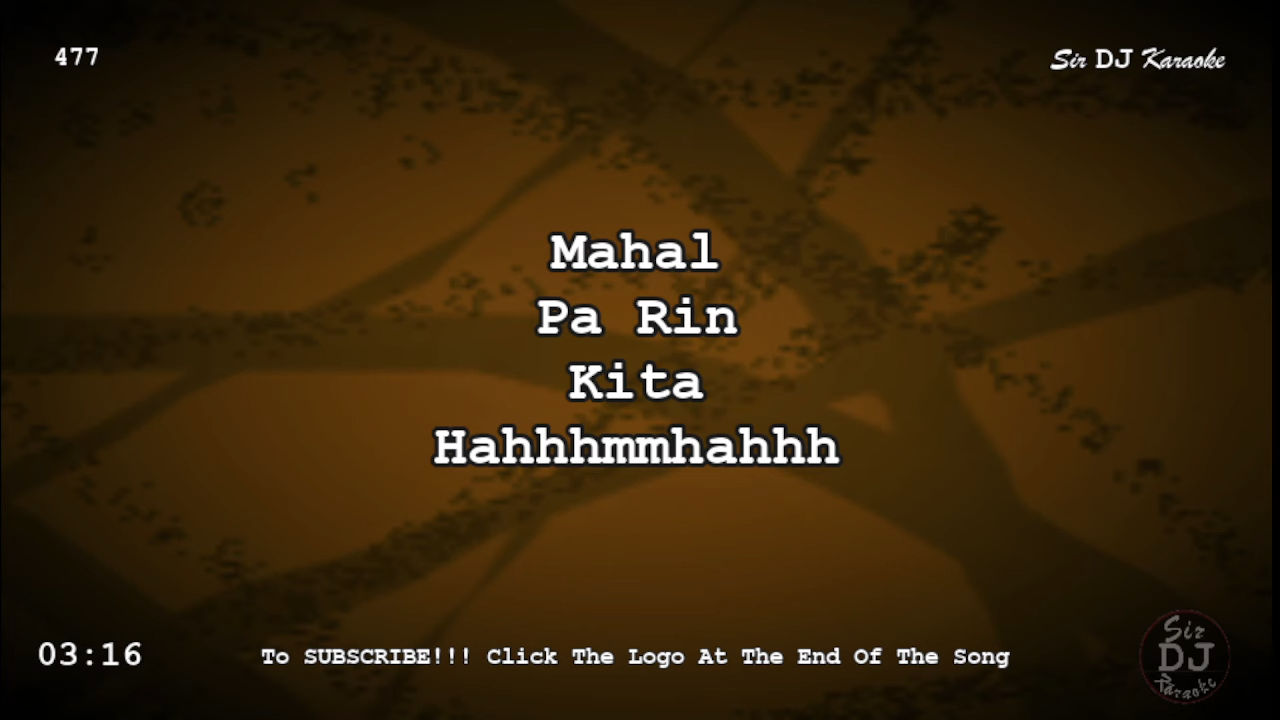 477
Sir DJ Karaoke
Mahal
Pa Rin
Kita
Hahhhmmhahhh
03:16
To SUBSCRIBE!!! Click The Logo At The End Of The Song
Sir
DJ
Karaoke